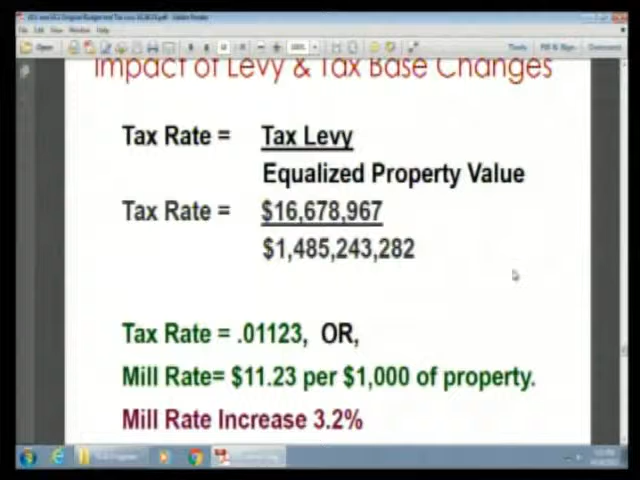 Impact of Levy & Tax Base Changes
Tax Rate = Tax Levy
Equalized Property Value
Tax Rate = $16,678,967
$1,485,243,282
Tax Rate = .01123, OR,
Mill Rate= $11.23 per $1,000 of property.
Mill Rate Increase 3.2%